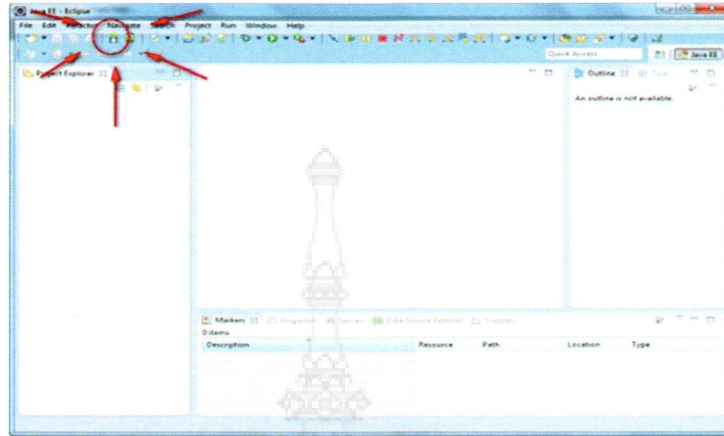 Java EE - Eclipse
File Edit Refactor Navigate Search Project Run Window Help
Quick Access
Java EE
Project Explorer
Outline
An outline is not available.
Markers Properties Servers Data Source Explorer Snippets
0 items
Description Resource Path Location Type